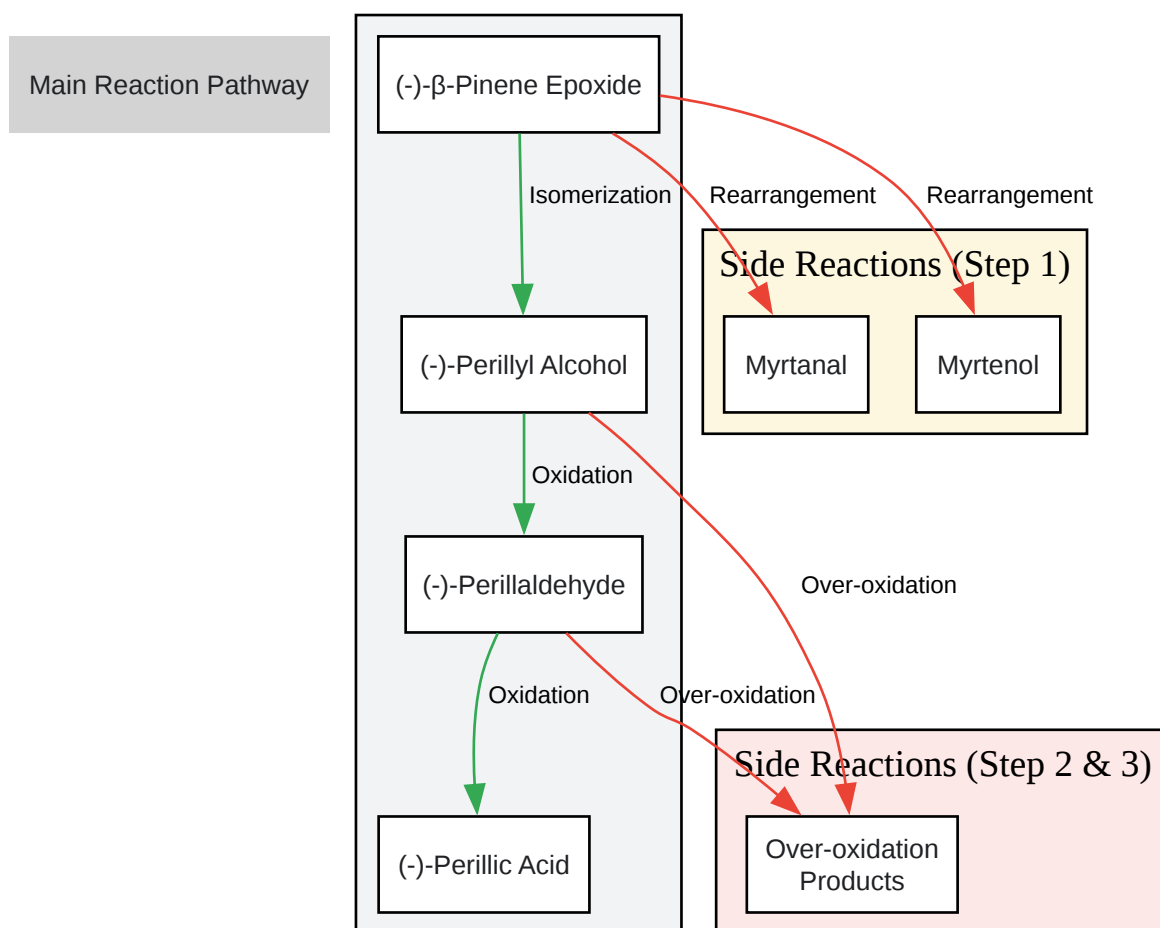 Main Reaction Pathway
(-)-β-Pinene Epoxide
Isomerization
Rearrangement
Rearrangement
Side Reactions (Step 1)
(-)-Perillyl Alcohol
Myrtanal
Myrtenol
Oxidation
(-)-Perillaldehyde
Over-oxidation
Oxidation
Over-oxidation
Side Reactions (Step 2 & 3)
(-)-Perillic Acid
Over-oxidation
Products